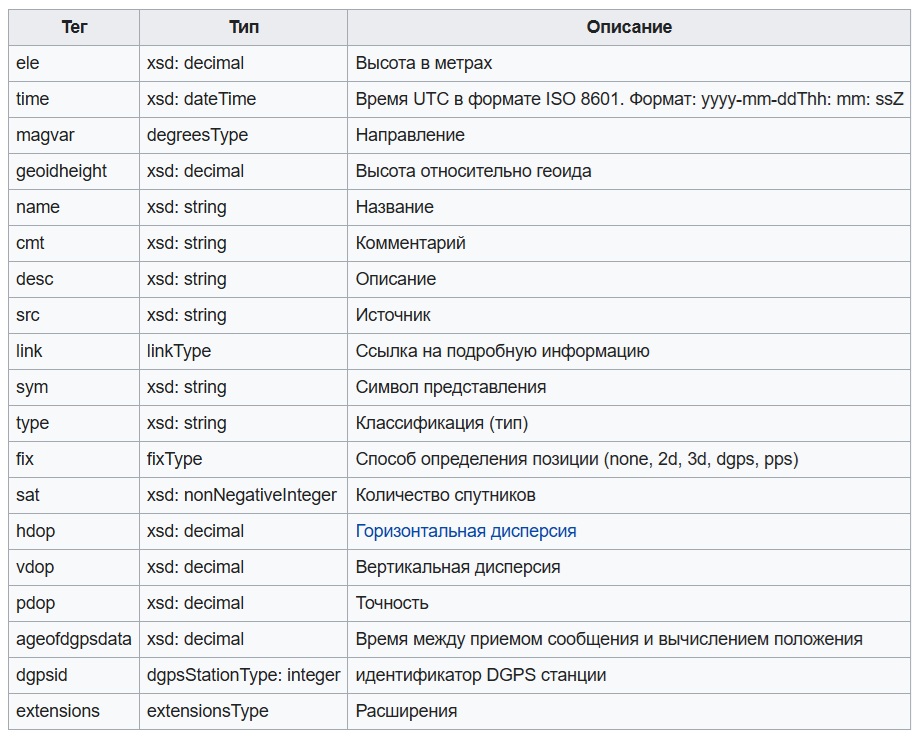 Тег Тип Описание
ele xsd: decimal Высота в метрах
time xsd: dateTime Время UTC в формате ISO 8601. Формат: yyyy-mm-ddThh: mm: ssZ
magvar degreesType Направление
geoidheight xsd: decimal Высота относительно геоида
name xsd: string Название
cmt xsd: string Комментарий
desc xsd: string Описание
src xsd: string Источник
link linkType Ссылка на подробную информацию
sym xsd: string Символ представления
type xsd: string Классификация (тип)
fix fixType Способ определения позиции (none, 2d, 3d, dgps, pps)
sat xsd: nonNegativeInteger Количество спутников
hdop xsd: decimal Горизонтальная дисперсия
vdop xsd: decimal Вертикальная дисперсия
pdop xsd: decimal Точность
ageofdgpsdata xsd: decimal Время между приемом сообщения и вычислением положения
dgpsid dgpsStationType: integer идентификатор DGPS станции
extensions extensionsType Расширения